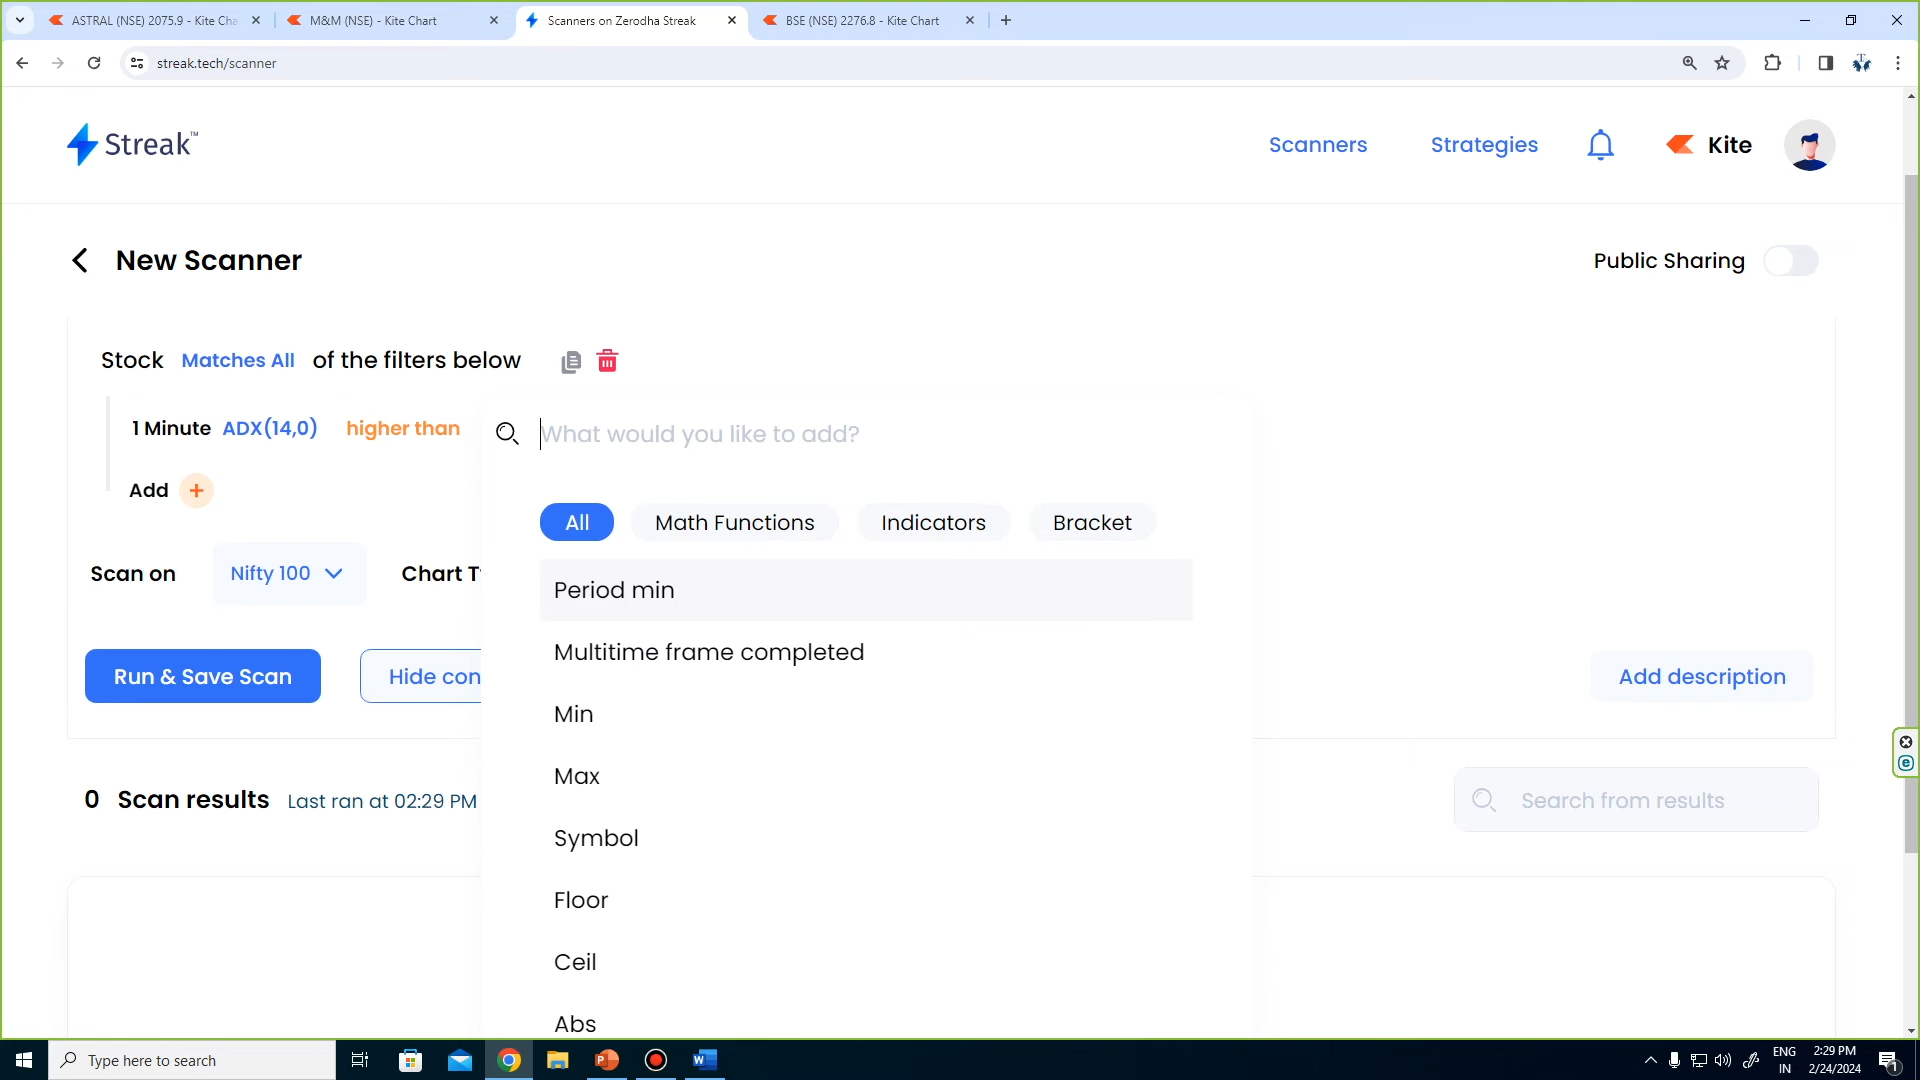 ASTRAL (NSE) 2075.9 - Kite Cha
M&M (NSE) - Kite Chart
Scanners on Zerodha Streak
BSE (NSE) 2276.8 - Kite Chart
streak.tech/scanner
Streak™
Scanners
Strategies
Kite
New Scanner
Public Sharing
Stock Matches All of the filters below
1 Minute ADX(14,0) higher than
What would you like to add?
Add +
All
Math Functions
Indicators
Bracket
Scan on
Nifty 100
Chart T
Period min
Multitime frame completed
Min
Max
Symbol
Floor
Ceil
Abs
Run & Save Scan
Hide con
Add description
0 Scan results Last ran at 02:29 PM
Search from results
Type here to search
ENG
IN
2:29 PM
2/24/2024
1